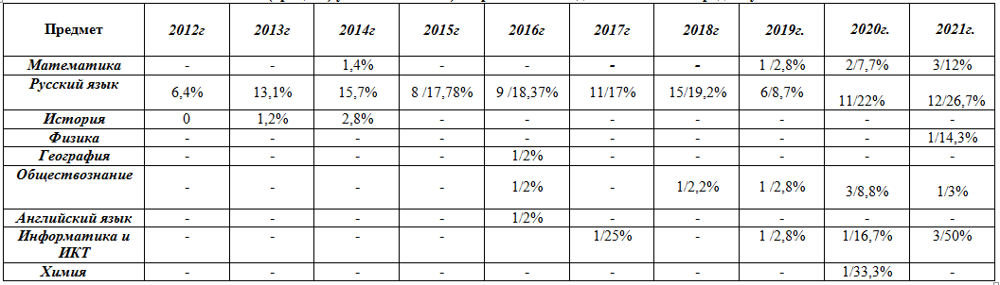 Предмет 2012г 2013г 2014г 2015г 2016г 2017г 2018г 2019г. 2020г. 2021г.
Математика - - 1,4% - - - - 1 /2,8% 2/7,7% 3/12%
Русский язык 6,4% 13,1% 15,7% 8 /17,78% 9 /18,37% 11/17% 15/19,2% 6/8,7% 11/22% 12/26,7%
История 0 1,2% 2,8% - - - - - - -
Физика - - - - - - - - - 1/14,3%
География - - - - 1/2% - - - - -
Обществознание - - - - 1/2% - 1/2,2% 1 /2,8% 3/8,8% 1/3%
Английский язык - - - - 1/2% - - - - -
Информатика и - - - - - 1/25% - 1 /2,8% 1/16,7% 3/50%
ИКТ
Химия - - - - - - - - 1/33,3% -